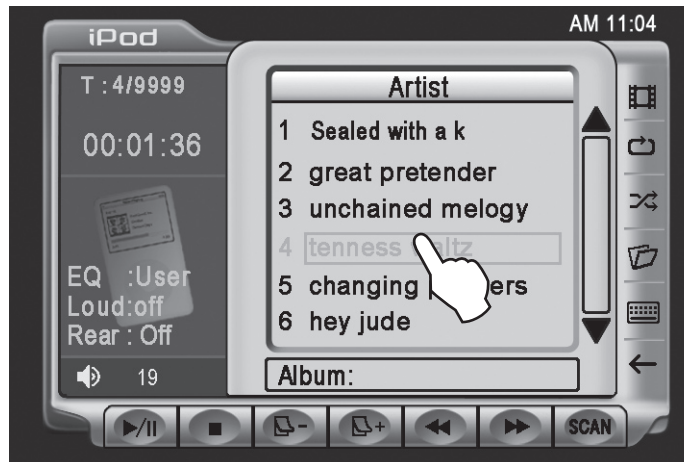 AM 11:04
iPod
T : 4/9999
00:01:36
EQ :User
Loud:off
Rear : Off
19
Artist
1 Sealed with a k
2 great pretender
3 unchained melogy
4 tenness
5 changing
6 hey jude
Album:
SCAN